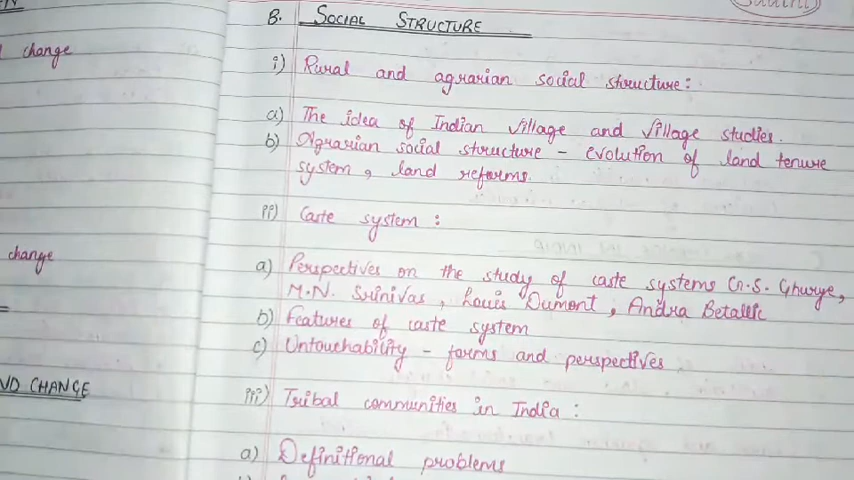 change
change
ND CHANGE
B. SOCIAL STRUCTURE
i) Rural and agrarian social structure:
a) The idea of Indian village and village studies.
b) Agrarian social structure - evolution of land tenure
system, land reforms.
ii) Caste system:
a) Perspectives on the study of caste systems G.S. Ghurye,
M.N. Srinivas, Louis Dumont, Andra Betallic
b) Features of caste system
c) Untouchability - forms and perspectives
iii) Tribal communities in India:
a) Definitional problems